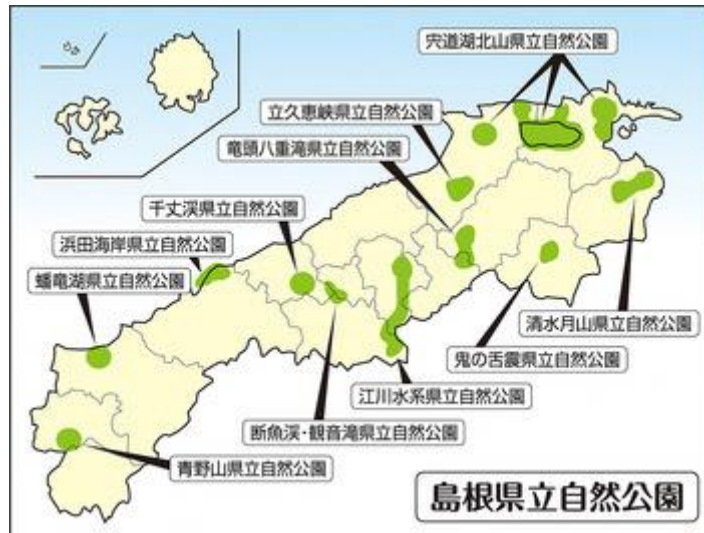 宍道湖北山県立自然公園
立久恵峡県立自然公園
竜頭八重滝県立自然公園
千丈渓県立自然公園
浜田海岸県立自然公園
蟠竜湖県立自然公園
清水月山県立自然公園
鬼の舌震県立自然公園
江川水系県立自然公園
断魚渓・観音滝県立自然公園
青野山県立自然公園
島根県立自然公園